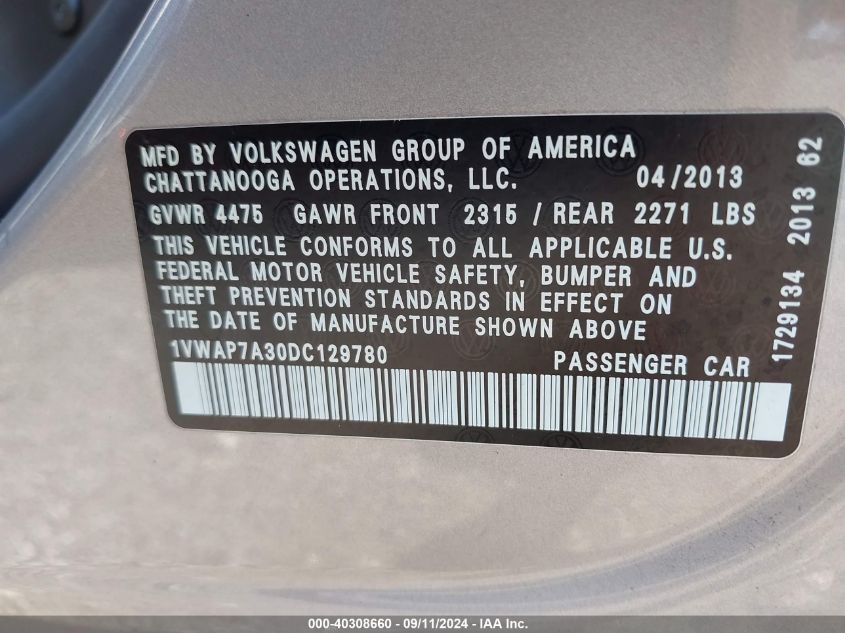 MFD BY VOLKSWAGEN GROUP OF AMERICA
CHATTANOOGA OPERATIONS, LLC. 04/2013
GVWR 4475 GAWR FRONT 2315 / REAR 2271 LBS
THIS VEHICLE CONFORMS TO ALL APPLICABLE U.S.
FEDERAL MOTOR VEHICLE SAFETY, BUMPER AND
THEFT PREVENTION STANDARDS IN EFFECT ON
THE DATE OF MANUFACTURE SHOWN ABOVE
1VWAP7A30DC129780 PASSENGER CAR
1729134 2013 62
000-40308660 - 09/11/2024 - IAA Inc.